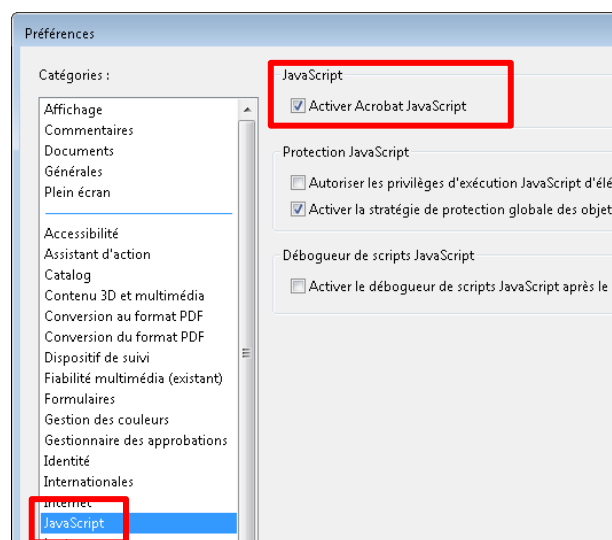 Préférences
Catégories :
Affichage
Commentaires
Documents
Générales
Plein écran
Accessibilité
Assistant d'action
Catalog
Contenu 3D et multimédia
Conversion au format PDF
Conversion du format PDF
Dispositif de suivi
Fiabilité multimédia (existant)
Formulaires
Gestion des couleurs
Gestionnaire des approbations
Identité
Internationales
Internet
JavaScript
JavaScript
Activer Acrobat JavaScript
Protection JavaScript
Autoriser les privilèges d'exécution JavaScript d'élé
Activer la stratégie de protection globale des objet
Débogueur de scripts JavaScript
Activer le débogueur de scripts JavaScript après le